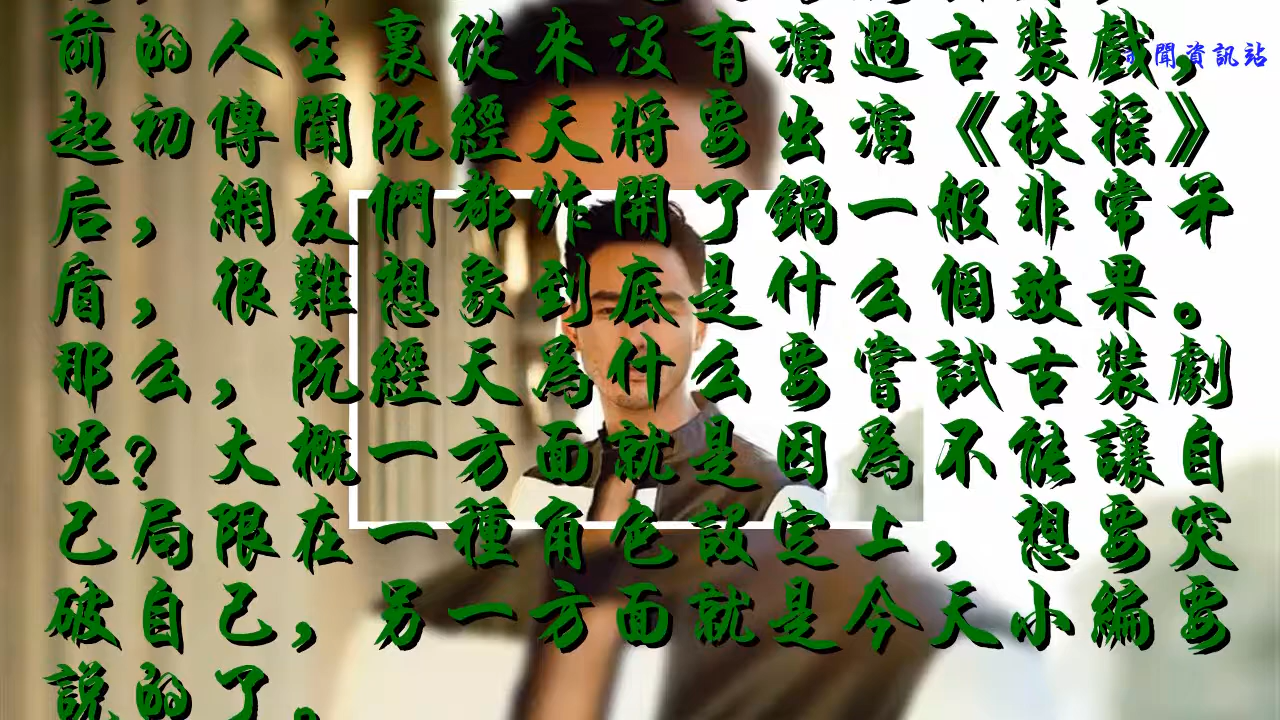 前的人生裏從來沒有演過古裝戲，
聞資訊站
起初傳聞阮經天將要出演《扶摇》
后，網友們都炸開了鍋一般非常矛
盾，很難想象到底是什么個效果。
那么，阮經天爲什么要嘗試古裝劇
呢？大概一方面就是因爲不能讓自
己局限在一種角色設定上，想要突
破自己，另一方面就是今天小編要
說的了。